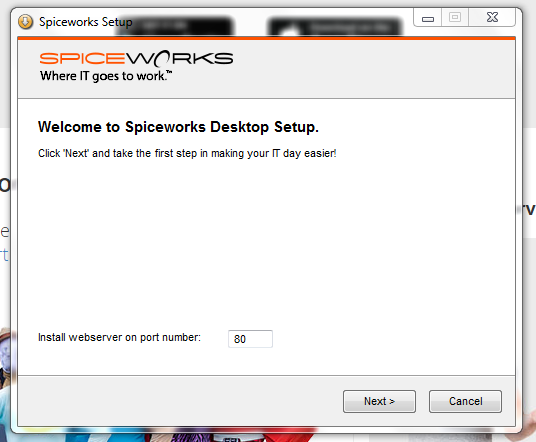 Spiceworks Setup
SPICEWORKS
Where IT goes to work.™
Welcome to Spiceworks Desktop Setup.
Click 'Next' and take the first step in making your IT day easier!
Install webserver on port number: 80
Next > Cancel